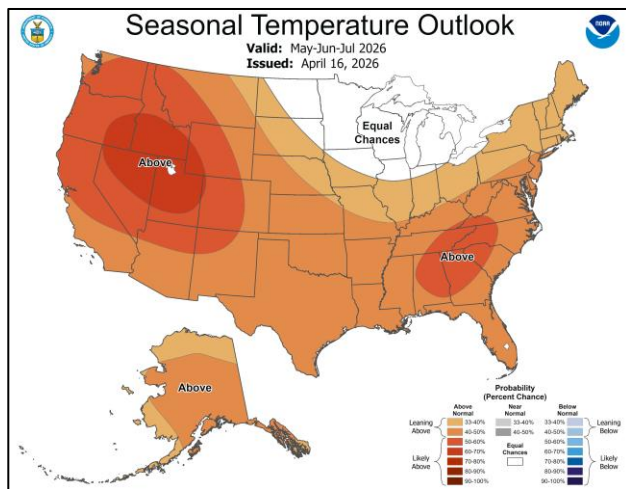 Seasonal Temperature Outlook
Valid: May-Jun-Jul 2026
Issued: April 16, 2026
NOAA
Equal
Chances
Above
Above
Above
Probability
(Percent Chance)
Above
Normal
Near
Normal
Below
Normal
Leaning
Above
33-40%
33-40%
33-40%
Leaning
Below
40-50%
40-50%
40-50%
Likely
Above
50-60%
Equal
Chances
50-60%
Likely
Below
60-70%
60-70%
70-80%
70-80%
80-90%
80-90%
90-100%
90-100%